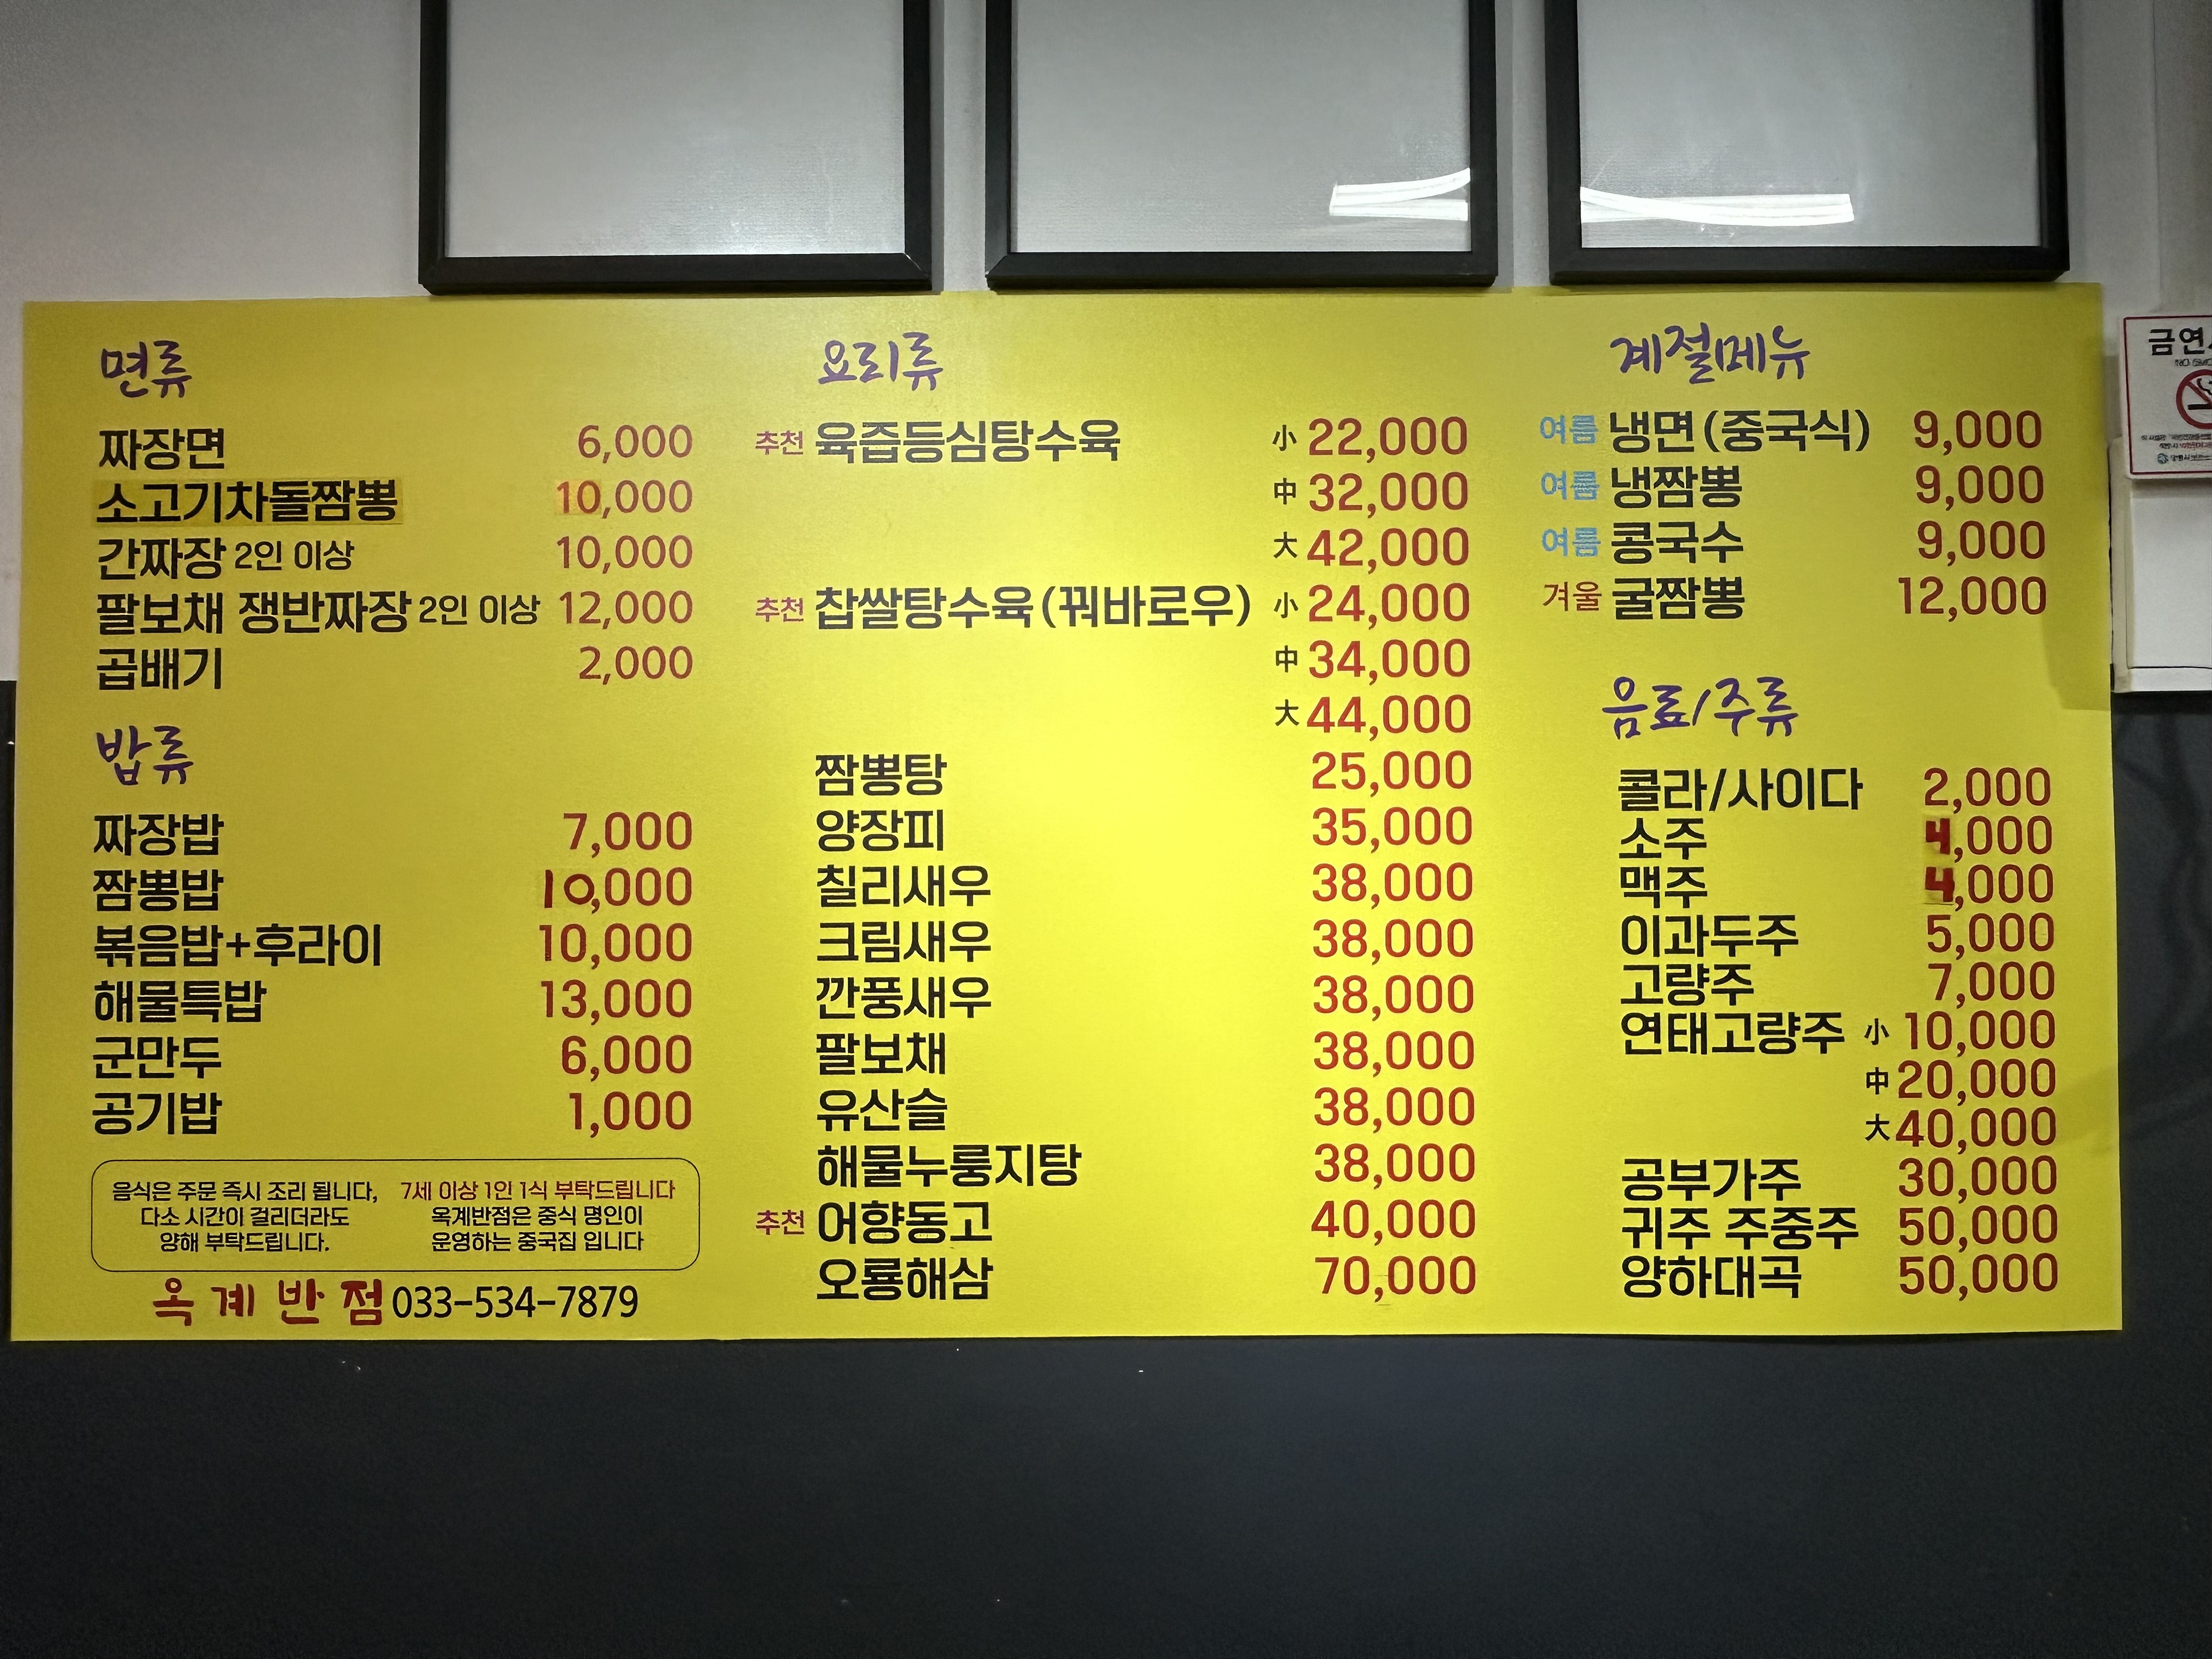 면류
짜장면 6,000
소고기차돌짬뽕 10,000
간짜장 2인 이상 10,000
팔보채 쟁반짜장 2인 이상 12,000
곱배기 2,000
밥류
짜장밥 7,000
짬뽕밥 10,000
볶음밥+후라이 10,000
해물특밥 13,000
군만두 6,000
공기밥 1,000
음식은 주문 즉시 조리 됩니다,
다소 시간이 걸리더라도
양해 부탁드립니다.
7세 이상 1인 1식 부탁드립니다
옥계반점은 중식 명인이
운영하는 중국집 입니다
옥계반점 033-534-7879
요리류
추천 육즙등심탕수육 小 22,000
中 32,000
大 42,000
추천 찹쌀탕수육(꿔바로우) 小 24,000
中 34,000
大 44,000
짬뽕탕 25,000
양장피 35,000
칠리새우 38,000
크림새우 38,000
깐풍새우 38,000
팔보채 38,000
유산슬 38,000
해물누룽지탕 38,000
추천 어향동고 40,000
오룡해삼 70,000
계절메뉴
여름 냉면(중국식) 9,000
여름 냉짬뽕 9,000
여름 콩국수 9,000
겨울 굴짬뽕 12,000
음료/주류
콜라/사이다 2,000
소주 4,000
맥주 4,000
이과두주 5,000
고량주 7,000
연태고량주 小 10,000
中 20,000
大 40,000
공부가주 30,000
귀주 주중주 50,000
양하대곡 50,000
금연